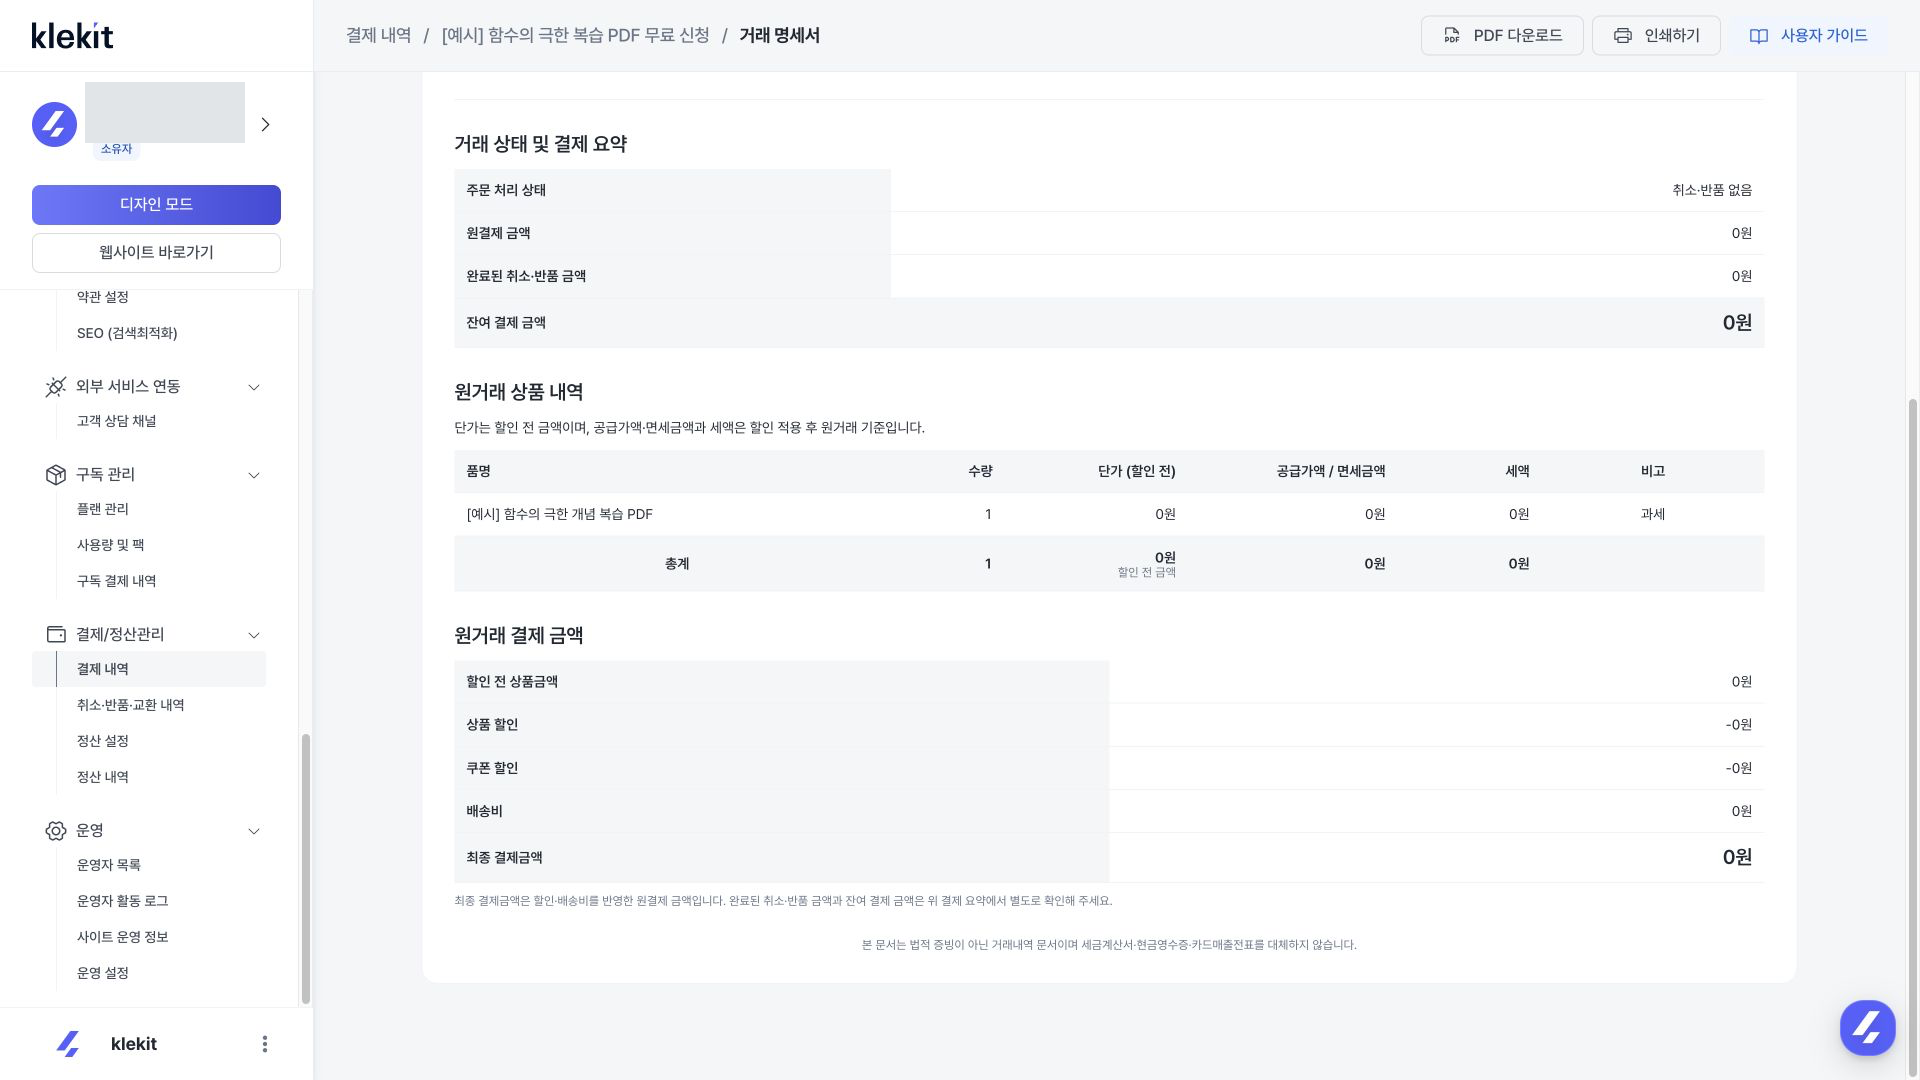 klekit
결제 내역 / [예시] 함수의 극한 복습 PDF 무료 신청 / 거래 명세서
PDF 다운로드
인쇄하기
사용자 가이드
소유자
디자인 모드
웹사이트 바로가기
약관 설정
SEO (검색최적화)
외부 서비스 연동
고객 상담 채널
구독 관리
플랜 관리
사용량 및 팩
구독 결제 내역
결제/정산관리
결제 내역
취소·반품·교환 내역
정산 설정
정산 내역
운영
운영자 목록
운영자 활동 로그
사이트 운영 정보
운영 설정
klekit
거래 상태 및 결제 요약
주문 처리 상태 취소·반품 없음
원결제 금액 0원
완료된 취소·반품 금액 0원
잔여 결제 금액 0원
원거래 상품 내역
단가는 할인 전 금액이며, 공급가액·면세금액과 세액은 할인 적용 후 원거래 기준입니다.
품명 수량 단가 (할인 전) 공급가액 / 면세금액 세액 비고
[예시] 함수의 극한 개념 복습 PDF 1 0원 0원 0원 과세
총계 1 0원 0원 0원
할인 전 금액
원거래 결제 금액
할인 전 상품금액 0원
상품 할인 -0원
쿠폰 할인 -0원
배송비 0원
최종 결제금액 0원
최종 결제금액은 할인·배송비를 반영한 원결제 금액입니다. 완료된 취소·반품 금액과 잔여 결제 금액은 위 결제 요약에서 별도로 확인해 주세요.
본 문서는 법적 증빙이 아닌 거래내역 문서이며 세금계산서·현금영수증·카드매출전표를 대체하지 않습니다.